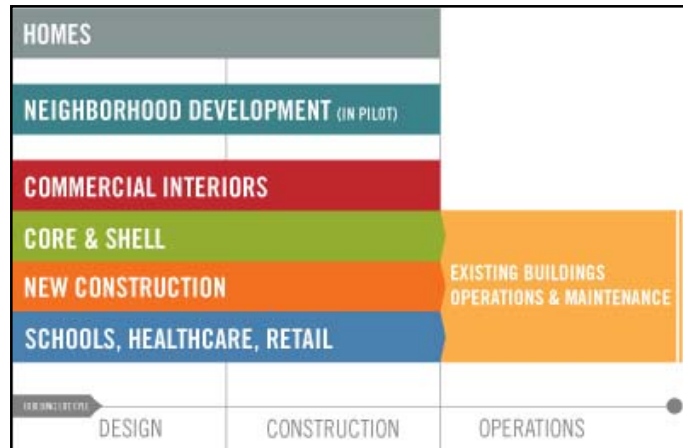 HOMES
NEIGHBORHOOD DEVELOPMENT (IN PILOT)
COMMERCIAL INTERIORS
CORE & SHELL
NEW CONSTRUCTION
SCHOOLS, HEALTHCARE, RETAIL
EXISTING BUILDINGS
OPERATIONS & MAINTENANCE
DESIGN
CONSTRUCTION
OPERATIONS